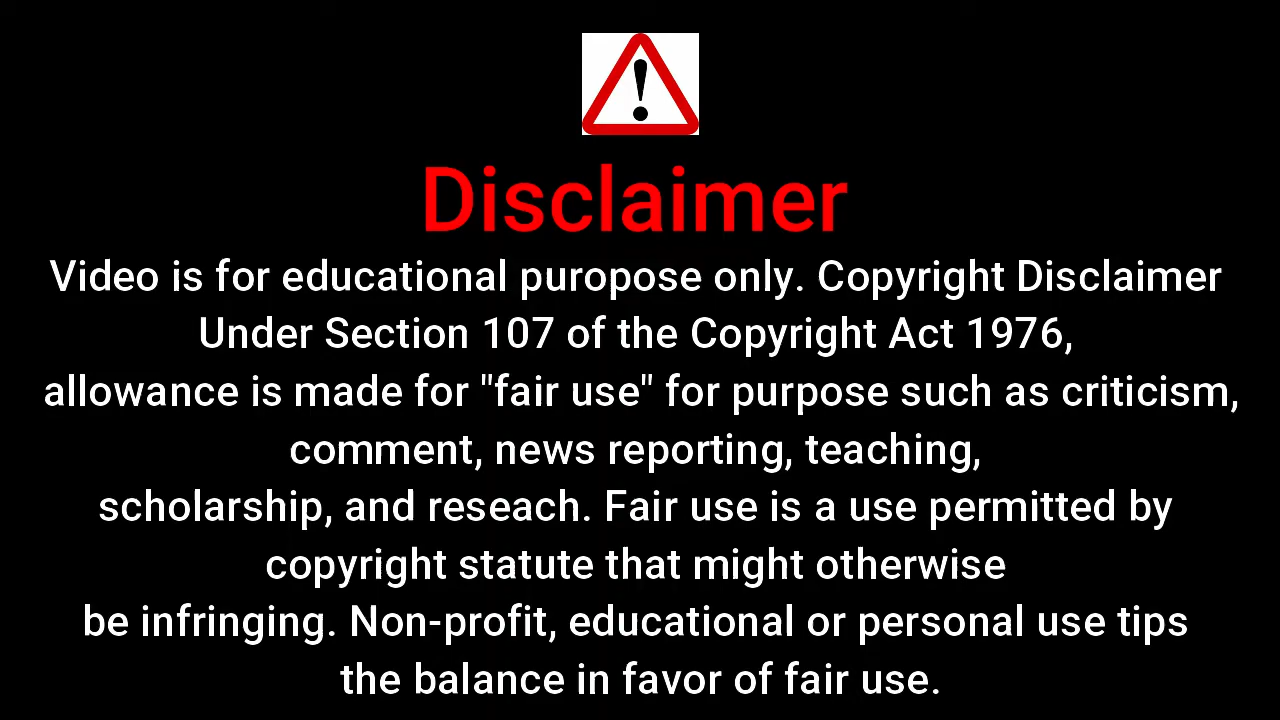 Disclaimer
Video is for educational puropose only. Copyright Disclaimer
Under Section 107 of the Copyright Act 1976,
allowance is made for "fair use" for purpose such as criticism,
comment, news reporting, teaching,
scholarship, and reseach. Fair use is a use permitted by
copyright statute that might otherwise
be infringing. Non-profit, educational or personal use tips
the balance in favor of fair use.